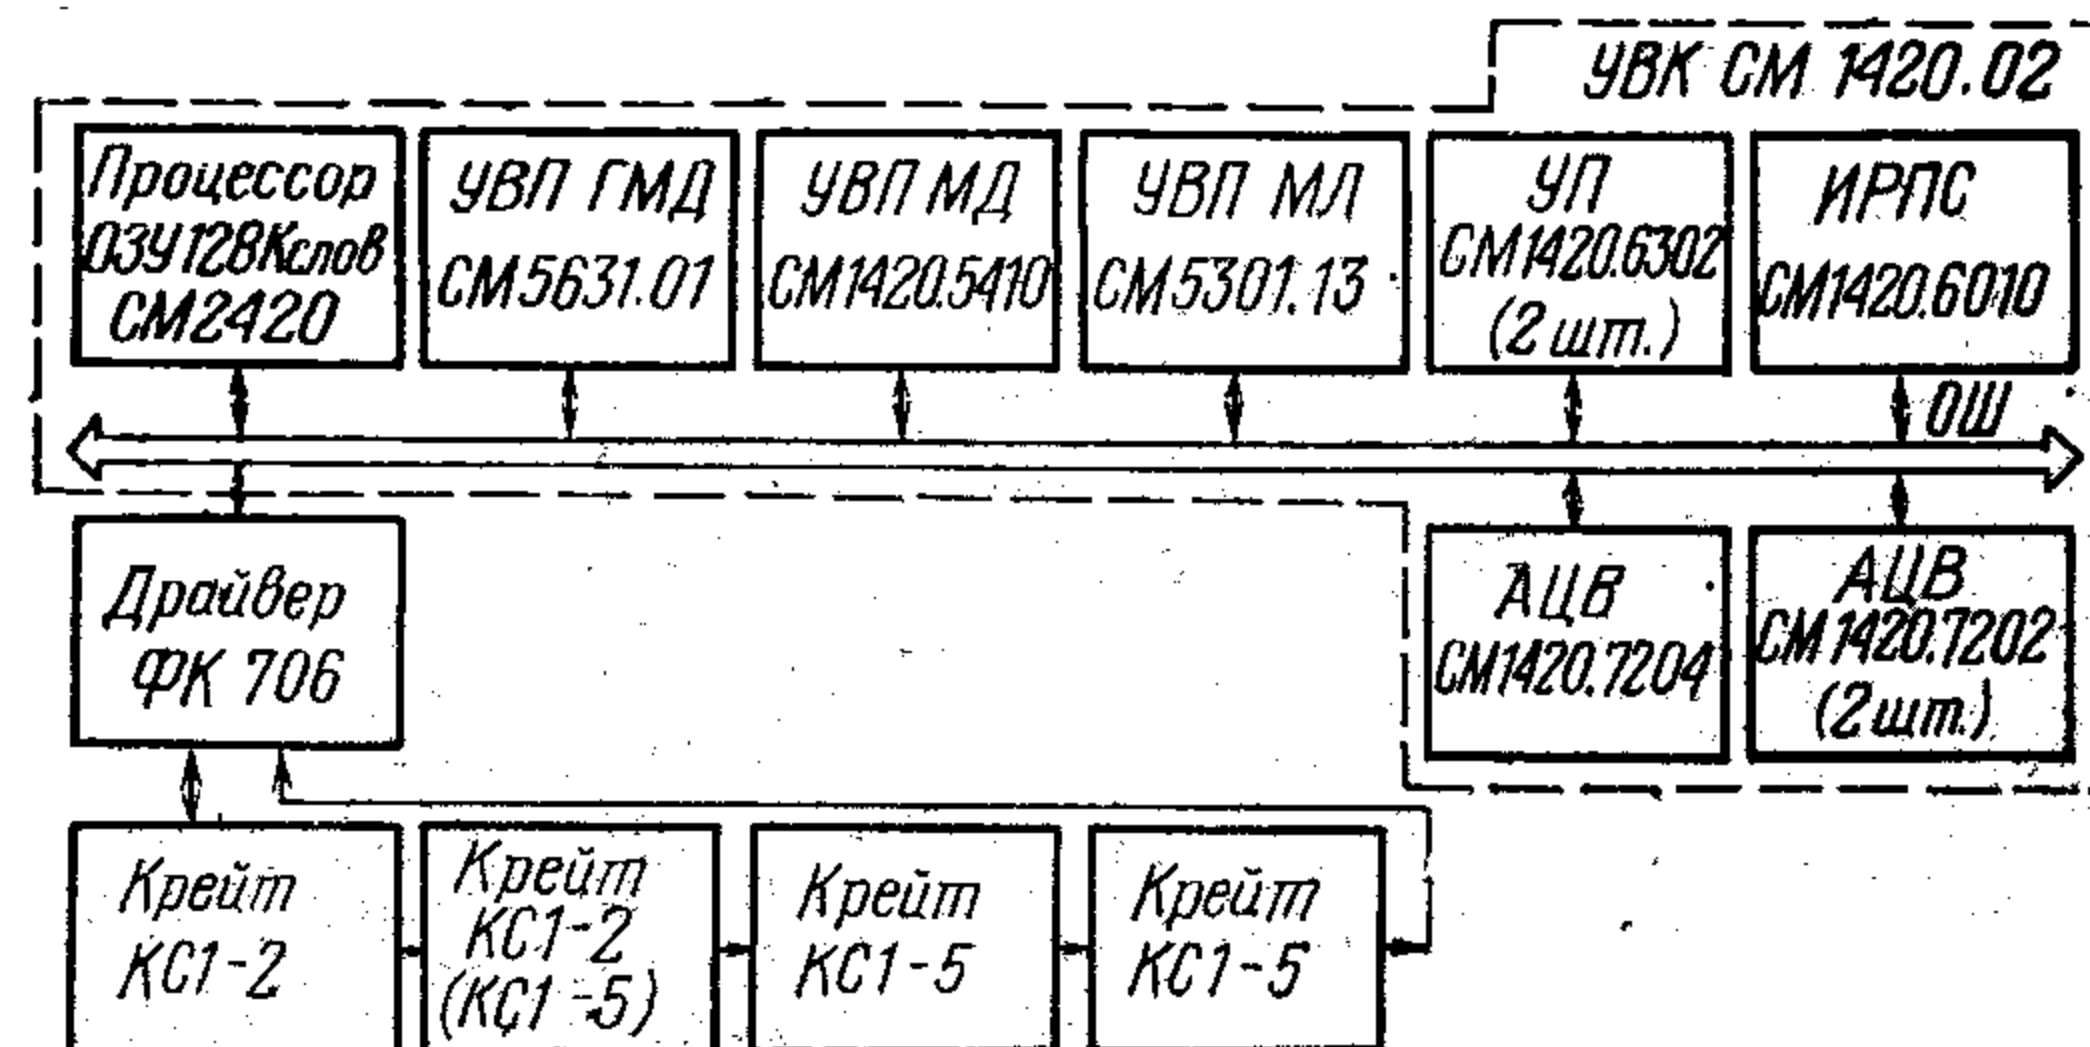 УВК СМ 1420.02
Процессор
ОЗУ 128 Кслов
СМ2420
УВП ГМД
СМ5631.01
УВП МД
СМ1420.5410
УВП МЛ
СМ5301.13
УП
СМ1420.6302
(2 шт.)
ИРПС
СМ1420.6010
ОШ
Драйвер
ФК 706
АЦВ
СМ1420.7204
АЦВ
СМ1420.7202
(2 шт.)
Крейт
КС1-2
Крейт
КС1-2
(КС1-5)
Крейт
КС1-5
Крейт
КС1-5